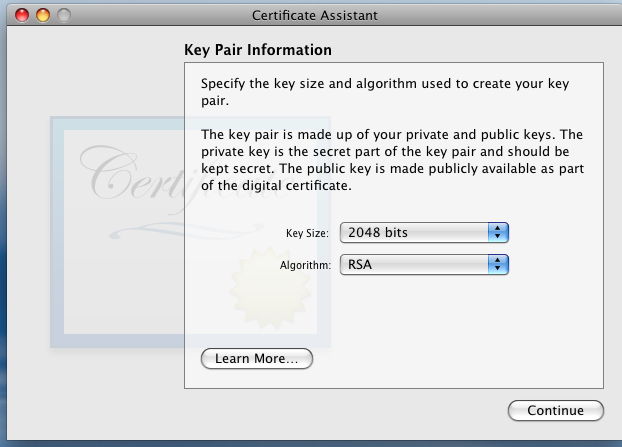 Certificate Assistant
Key Pair Information
Specify the key size and algorithm used to create your key
pair.
The key pair is made up of your private and public keys. The
private key is the secret part of the key pair and should be
kept secret. The public key is made publicly available as part
of the digital certificate.
Certificate
Key Size: 2048 bits
Algorithm: RSA
Learn More...
Continue